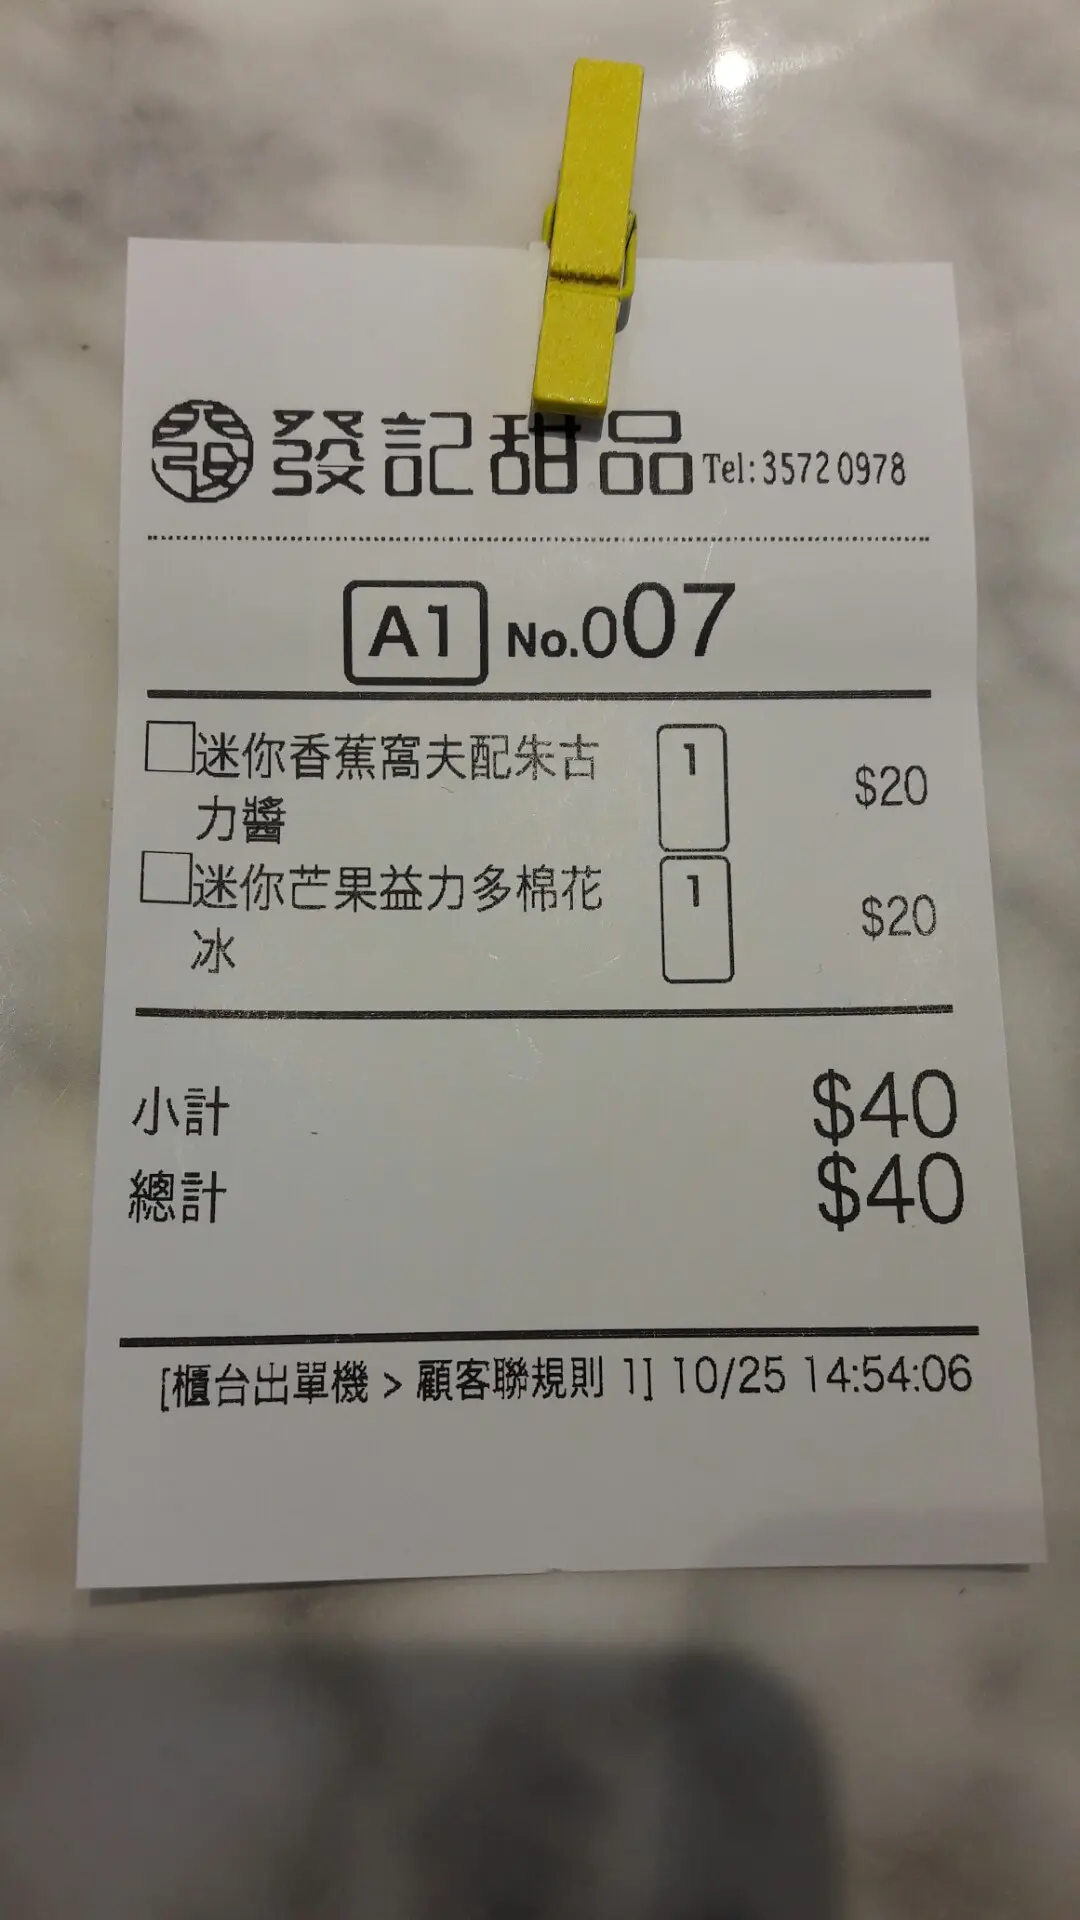 發 發記甜品 Tel:35720978
A1 No.007
迷你香蕉窩夫配朱古 1 $20
力醬
迷你芒果益力多棉花 1 $20
冰
小計 $40
總計 $40
[櫃台出單機 > 顧客聯規則 1] 10/25 14:54:06